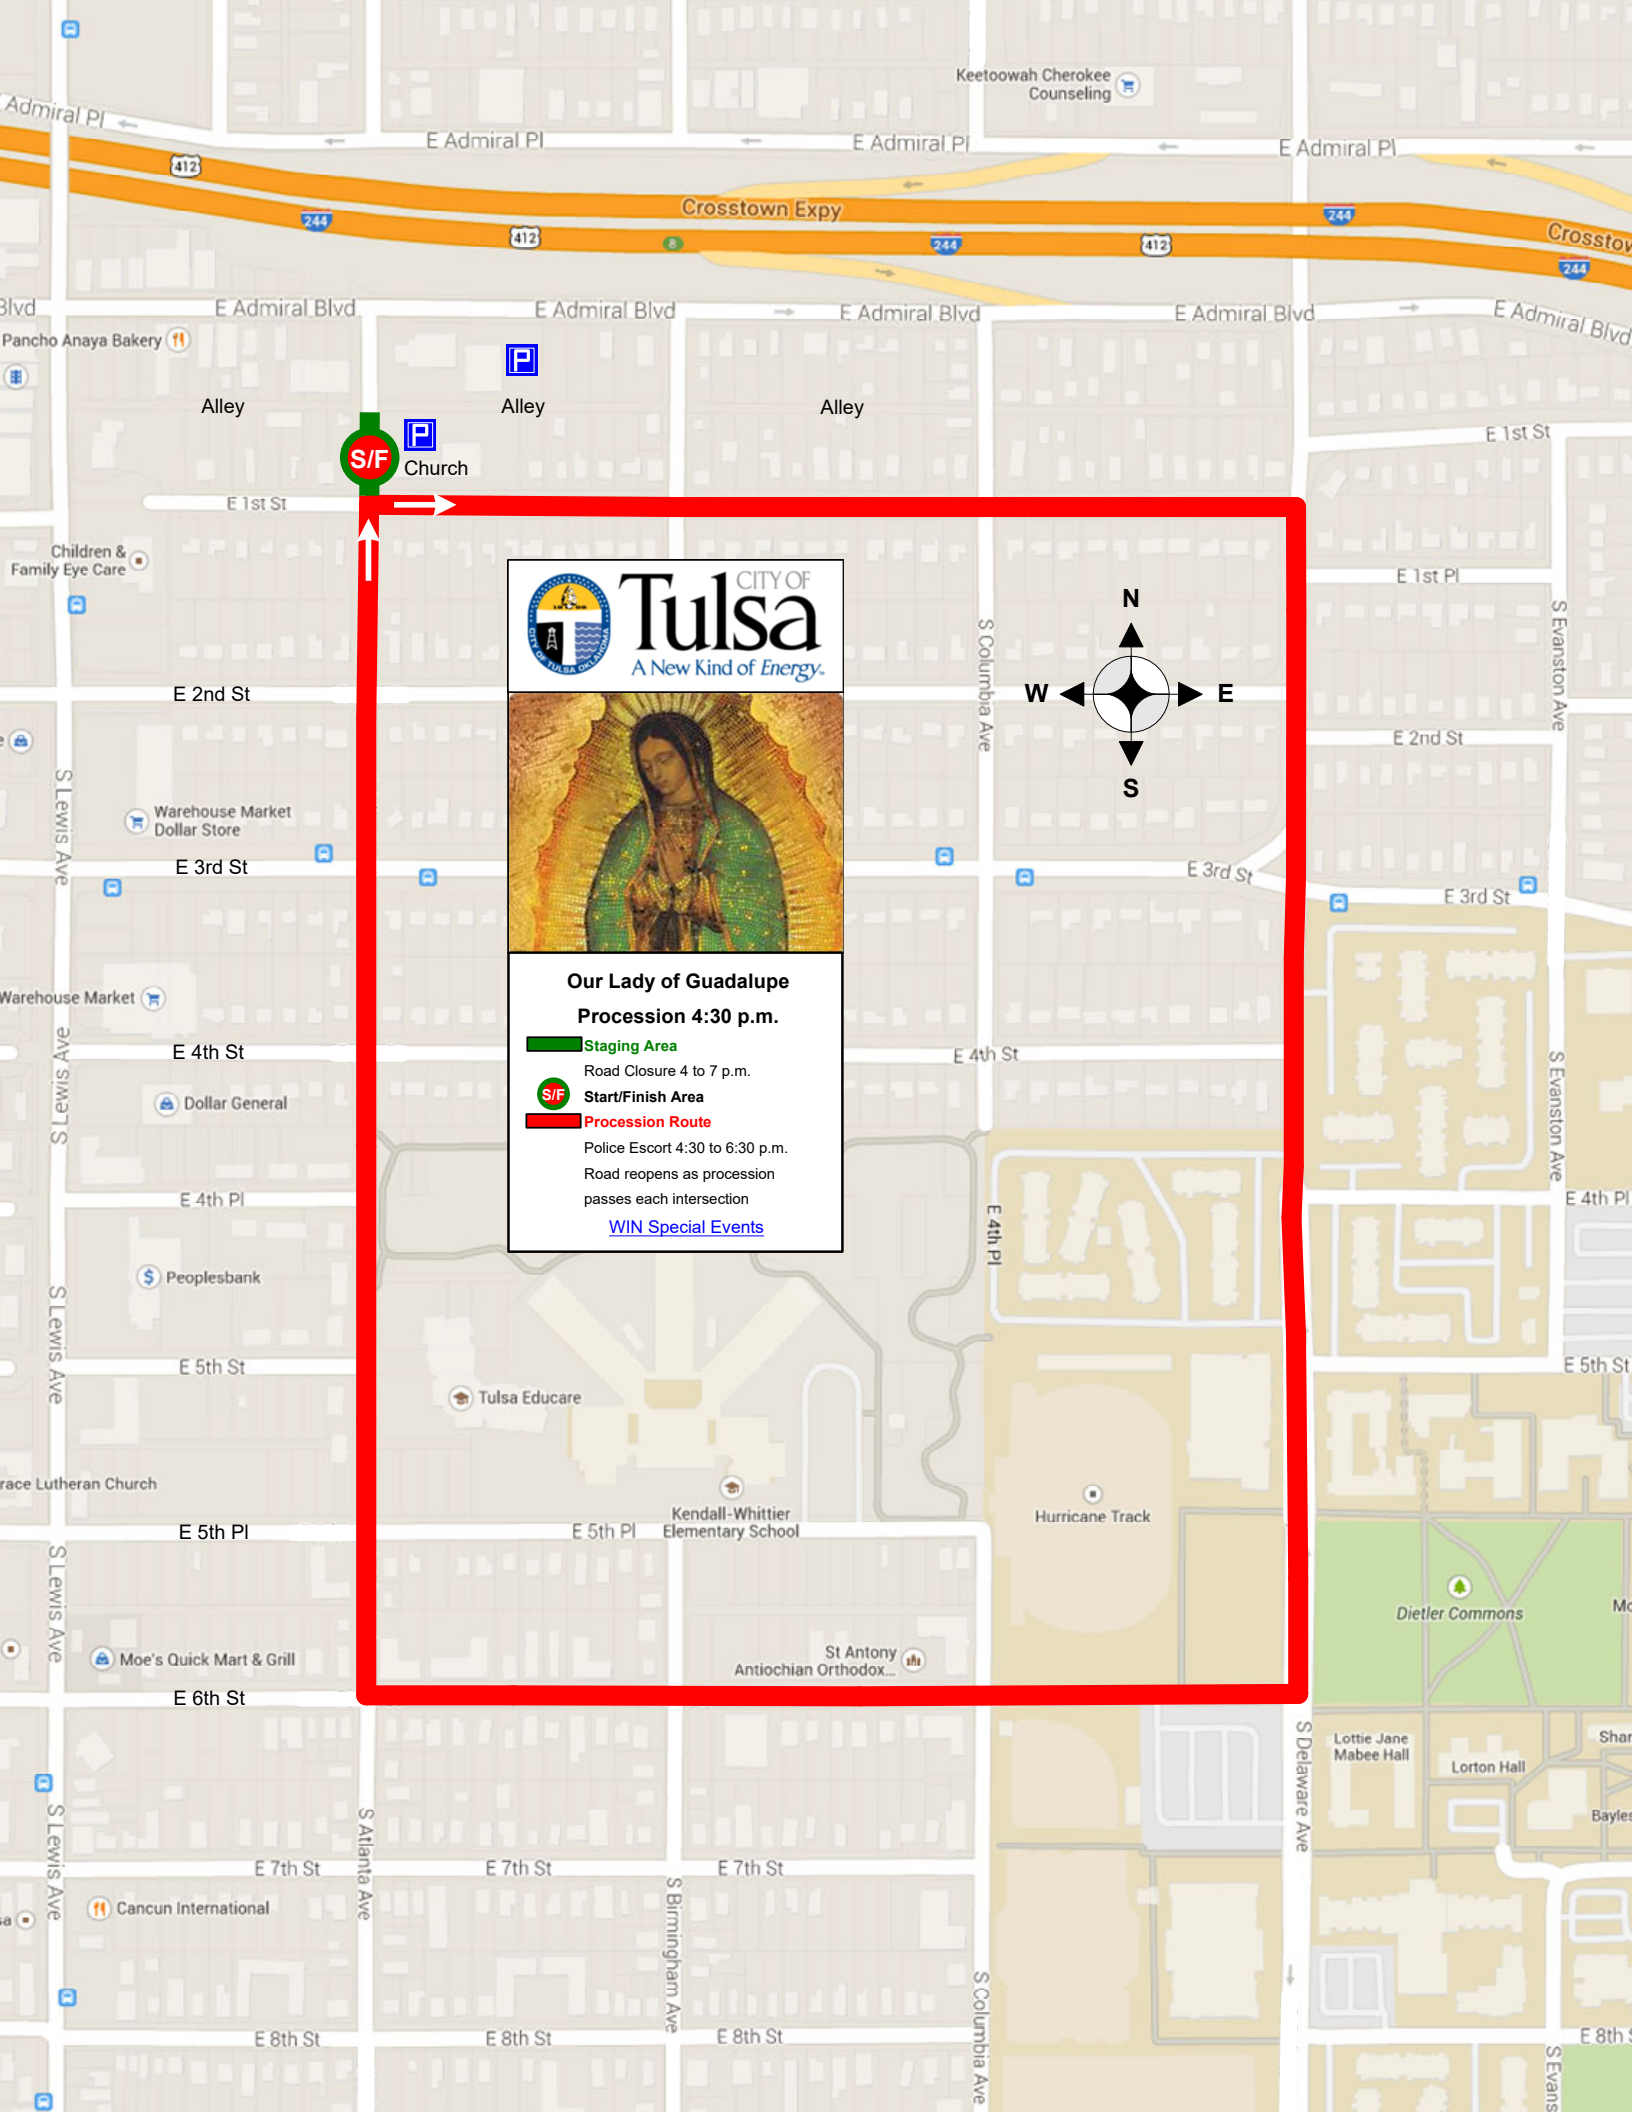 Keetoowah Cherokee
Counseling
Admiral Pl
E Admiral Pl
E Admiral Pl
E Admiral Pl
412
244
Crosstown Expy
412
8
244
412
244
244
E Admiral Blvd
E Admiral Blvd
E Admiral Blvd
E Admiral Blvd
E Admiral Blvd
Blvd
Pancho Anaya Bakery
P
Alley
Alley
Alley
P
S/F
Church
E 1st St
E 1st St
Children &
Family Eye Care
E 1st Pl
CITY OF
Tulsa
A New Kind of Energy
CITY OF TULSA OKLAHOMA
N
W
E
S
S Columbia Ave
S Evanston Ave
E 2nd St
E 2nd St
S Lewis Ave
Warehouse Market
Dollar Store
E 3rd St
E 3rd St
E 3rd St
Our Lady of Guadalupe
Procession 4:30 p.m.
Staging Area
Road Closure 4 to 7 p.m.
S/F
Start/Finish Area
Procession Route
Police Escort 4:30 to 6:30 p.m.
Road reopens as procession
passes each intersection
WIN Special Events
Warehouse Market
S Lewis Ave
E 4th St
E 4th St
Dollar General
S Evanston Ave
E 4th Pl
E 4th Pl
E 4th Pl
Peoplesbank
S Lewis Ave
E 5th St
E 5th St
Tulsa Educare
race Lutheran Church
Kendall-Whittier
Elementary School
Hurricane Track
E 5th Pl
E 5th Pl
S Lewis Ave
Dietler Commons
Moe's Quick Mart & Grill
St Antony
Antiochian Orthodox...
E 6th St
S Delaware Ave
Lottie Jane
Mabee Hall
Lorton Hall
S Lewis Ave
S Atlanta Ave
E 7th St
E 7th St
E 7th St
S Birmingham Ave
Cancun International
S Columbia Ave
E 8th St
E 8th St
E 8th St
E 8th